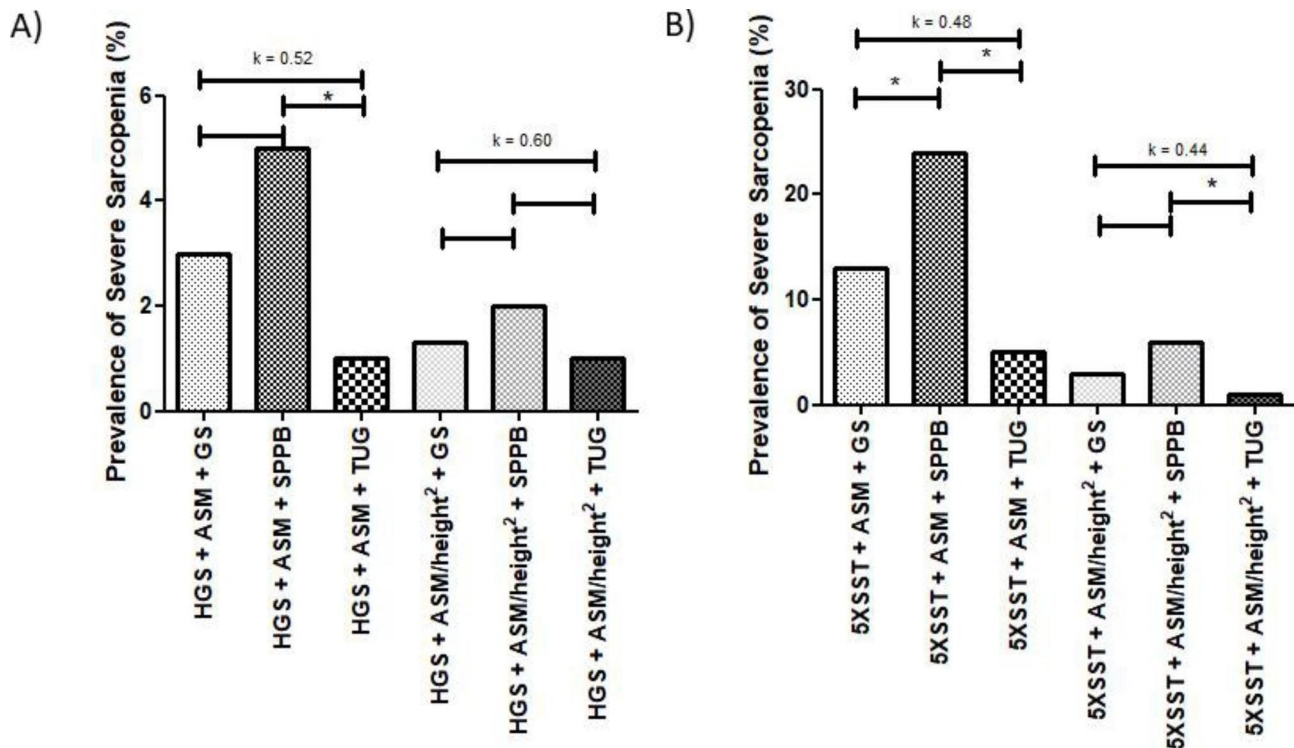 A)
Prevalence of Severe Sarcopenia (%)
6
4
2
0
k = 0.52
*
k = 0.60
HGS + ASM + GS
HGS + ASM + SPPB
HGS + ASM + TUG
HGS + ASM/height² + GS
HGS + ASM/height² + SPPB
HGS + ASM/height² + TUG
B)
Prevalence of Severe Sarcopenia (%)
30
20
10
0
k = 0.48
*
*
k = 0.44
*
5XSST + ASM + GS
5XSST + ASM + SPPB
5XSST + ASM + TUG
5XSST + ASM/height² + GS
5XSST + ASM/height² + SPPB
5XSST + ASM/height² + TUG